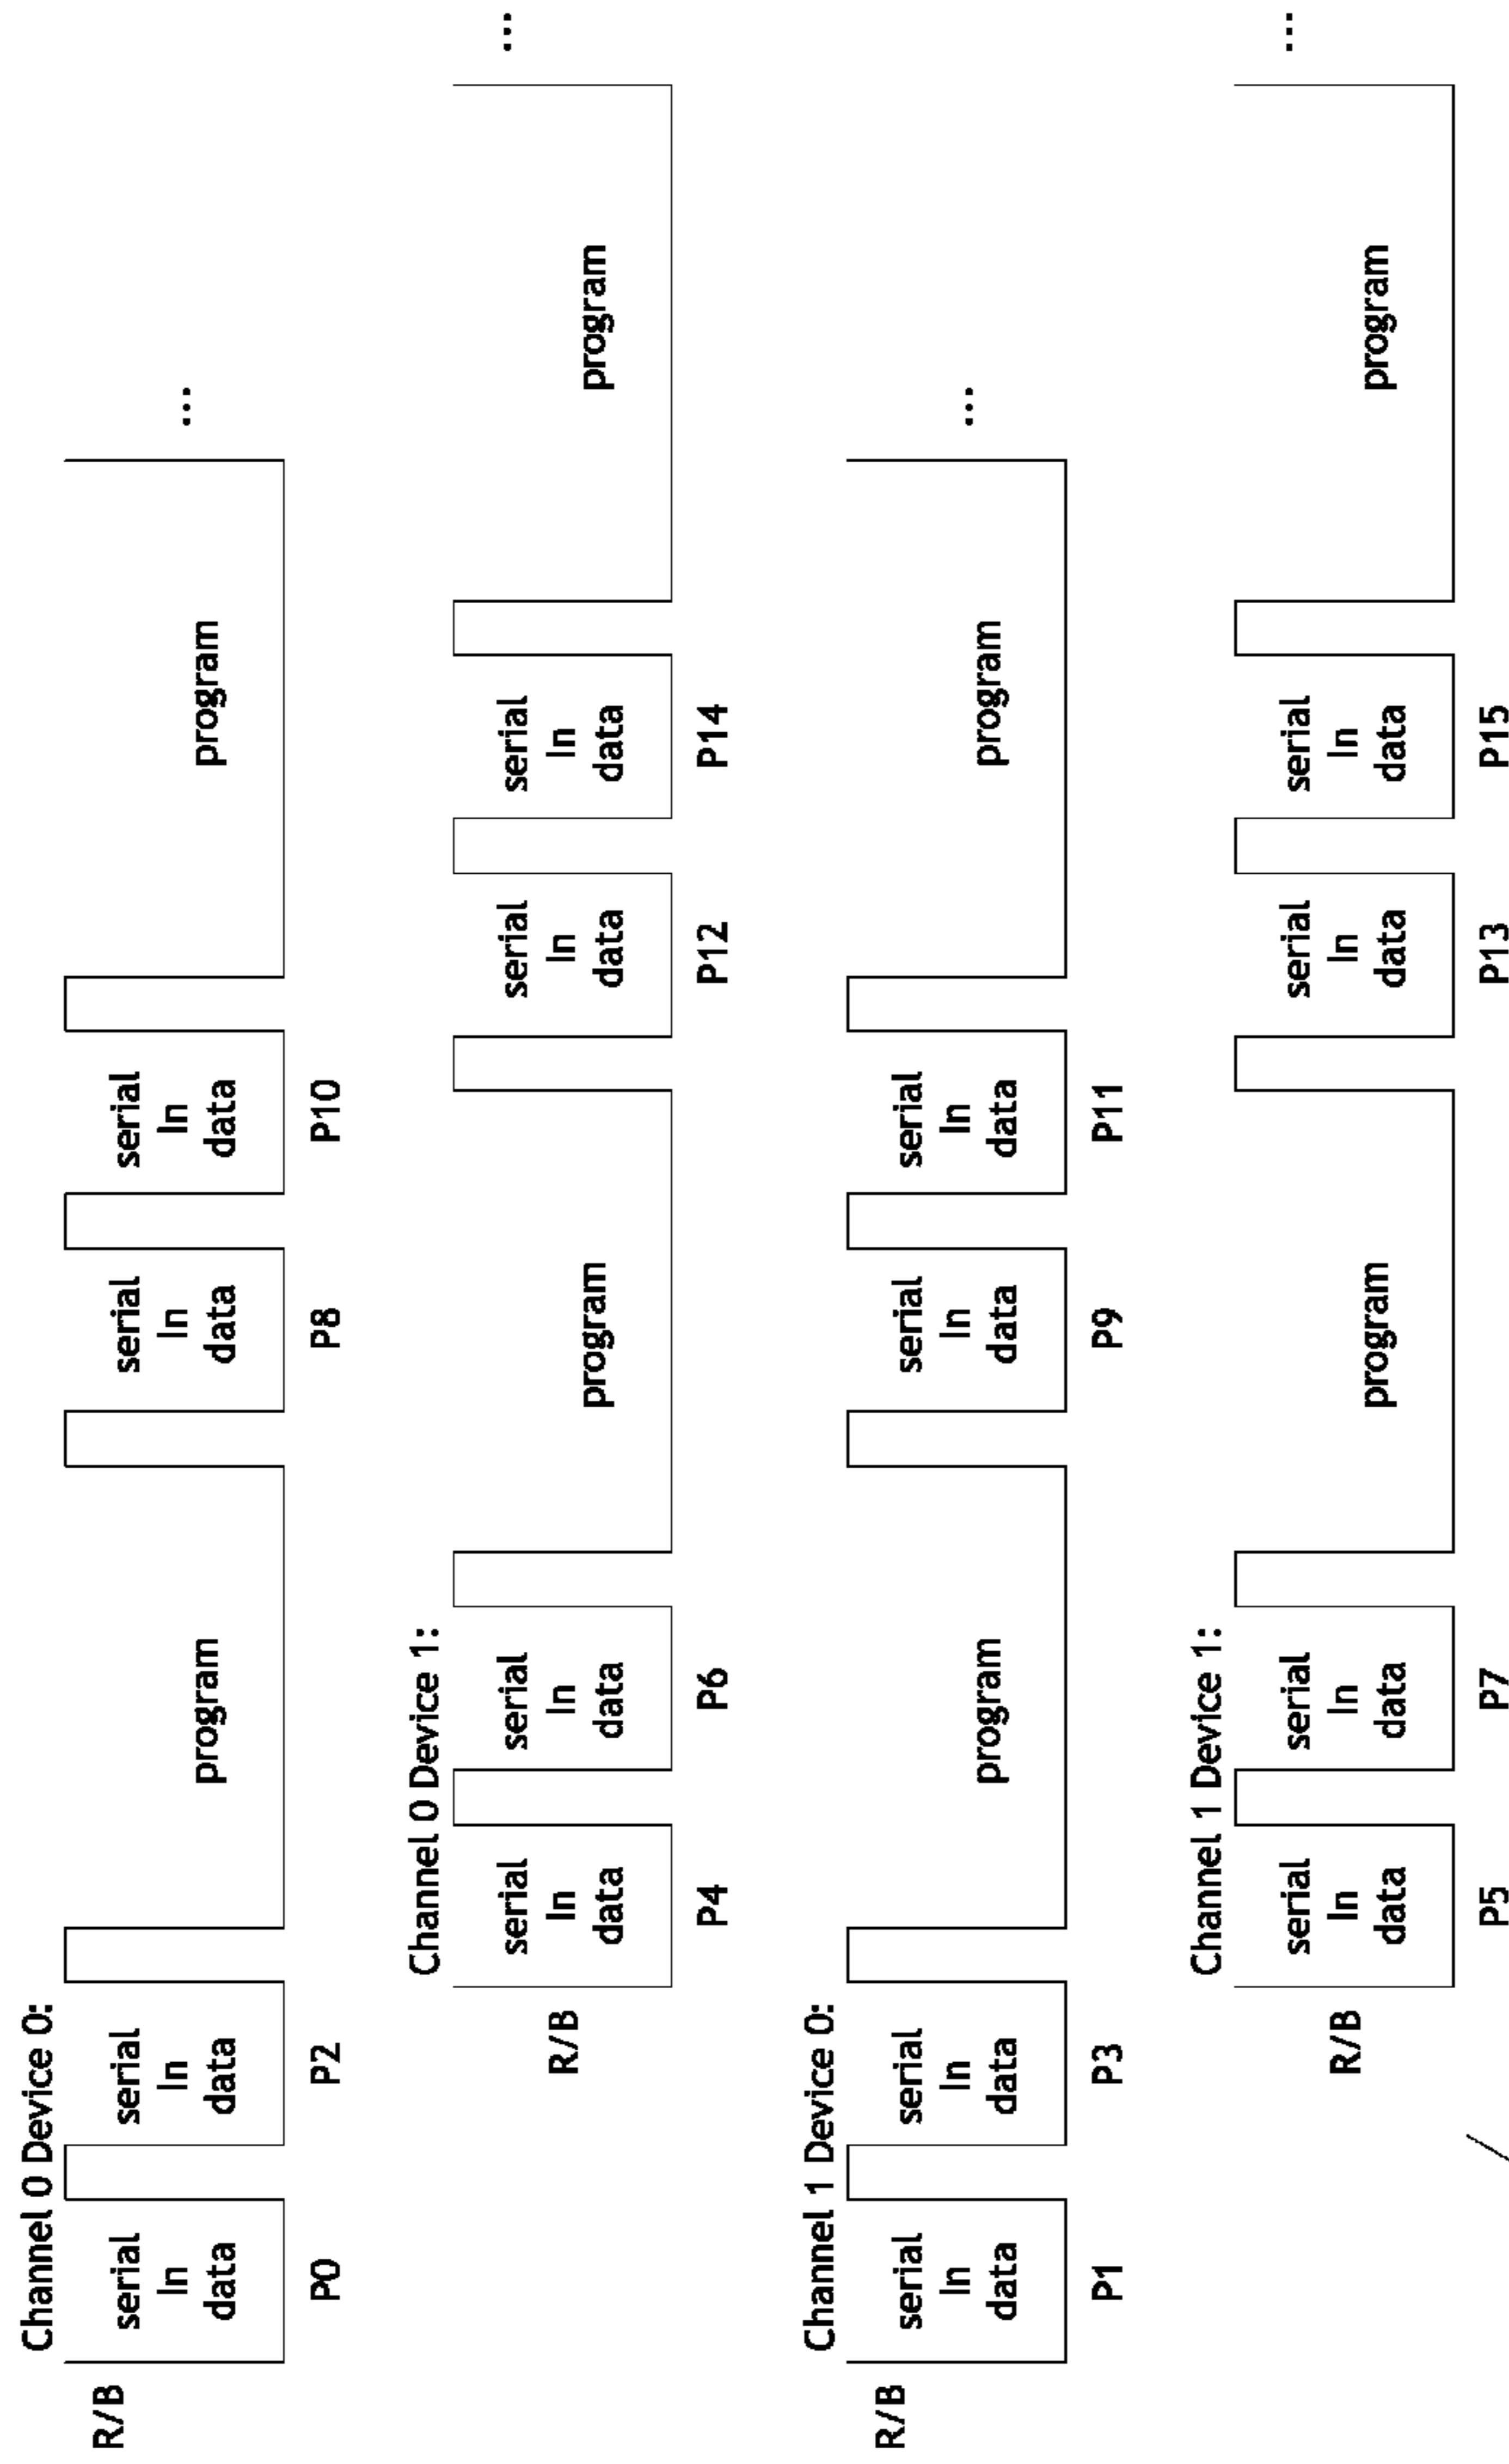 Channel 0 Device 0:
R/B
serial
In
data
serial
In
data
program
serial
In
data
serial
In
data
program
...
P0
P2
P8
P10
Channel 0 Device 1:
R/B
serial
In
data
serial
In
data
program
serial
In
data
serial
In
data
program
...
P4
P6
P12
P14
Channel 1 Device 0:
R/B
serial
In
data
serial
In
data
program
serial
In
data
serial
In
data
program
...
P1
P3
P9
P11
Channel 1 Device 1:
R/B
serial
In
data
serial
In
data
program
serial
In
data
serial
In
data
program
...
P5
P7
P13
P15